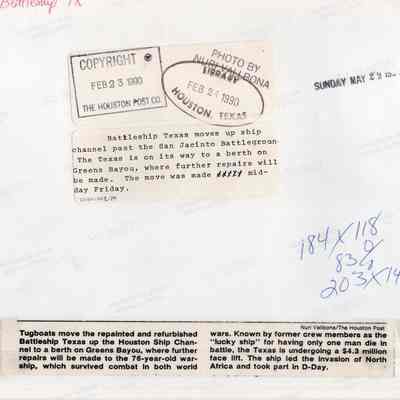 Battleship TX
COPYRIGHT
FEB 23 1990
THE HOUSTON POST CO.
PHOTO BY
NURI VALLBONA
LIBRARY
FEB 24 1990
HOUSTON, TEXAS
SUNDAY MAY 29
Battleship Texas moves up ship
channel past the San Jacinto Battlegroun
The Texas is on its way to a berth on
Greens Bayou, where further repairs will
be made. The move was made mid-
day Friday.
184 X 118
83%
203 X 14
Nuri Vallbona/The Houston Post
Tugboats move the repainted and refurbished
Battleship Texas up the Houston Ship Chan-
nel to a berth on Greens Bayou, where further
repairs will be made to the 76-year-old war-
ship, which survived combat in both world
wars. Known by former crew members as the
"lucky ship" for having only one man die in
battle, the Texas is undergoing a $4.3 million
face lift. The ship led the invasion of North
Africa and took part in D-Day.